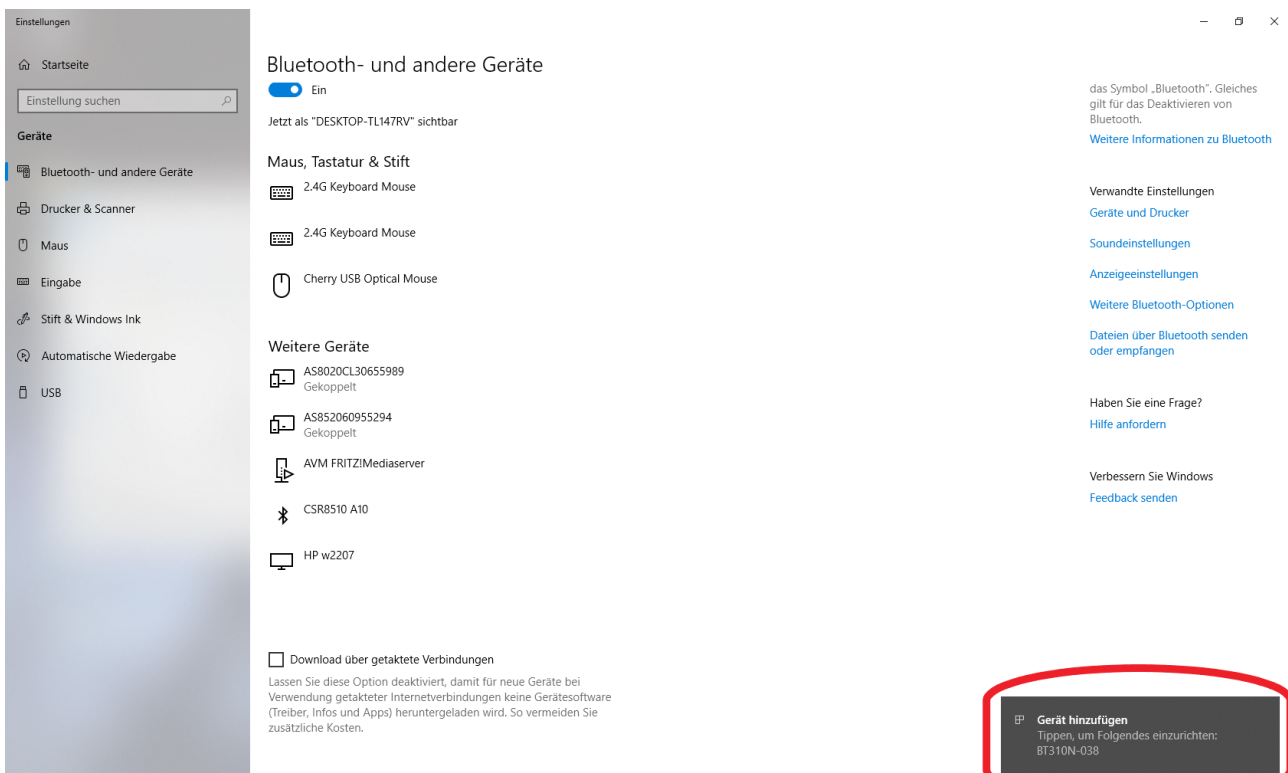 Einstellungen
Startseite
Einstellung suchen
Geräte
Bluetooth- und andere Geräte
Drucker & Scanner
Maus
Eingabe
Stift & Windows Ink
Automatische Wiedergabe
USB
Bluetooth- und andere Geräte
Ein
Jetzt als "DESKTOP-TL147RV" sichtbar
Maus, Tastatur & Stift
2.4G Keyboard Mouse
2.4G Keyboard Mouse
Cherry USB Optical Mouse
Weitere Geräte
AS8020CL30655989
Gekoppelt
AS852060955294
Gekoppelt
AVM FRITZ!Mediaserver
CSR8510 A10
HP w2207
Download über getaktete Verbindungen
Lassen Sie diese Option deaktiviert, damit für neue Geräte bei
Verwendung getakteter Internetverbindungen keine Gerätesoftware
(Treiber, Infos und Apps) heruntergeladen wird. So vermeiden Sie
zusätzliche Kosten.
das Symbol „Bluetooth". Gleiches
gilt für das Deaktivieren von
Bluetooth.
Weitere Informationen zu Bluetooth
Verwandte Einstellungen
Geräte und Drucker
Soundeinstellungen
Anzeigeeinstellungen
Weitere Bluetooth-Optionen
Dateien über Bluetooth senden
oder empfangen
Haben Sie eine Frage?
Hilfe anfordern
Verbessern Sie Windows
Feedback senden
Gerät hinzufügen
Tippen, um Folgendes einzurichten:
BT310N-038